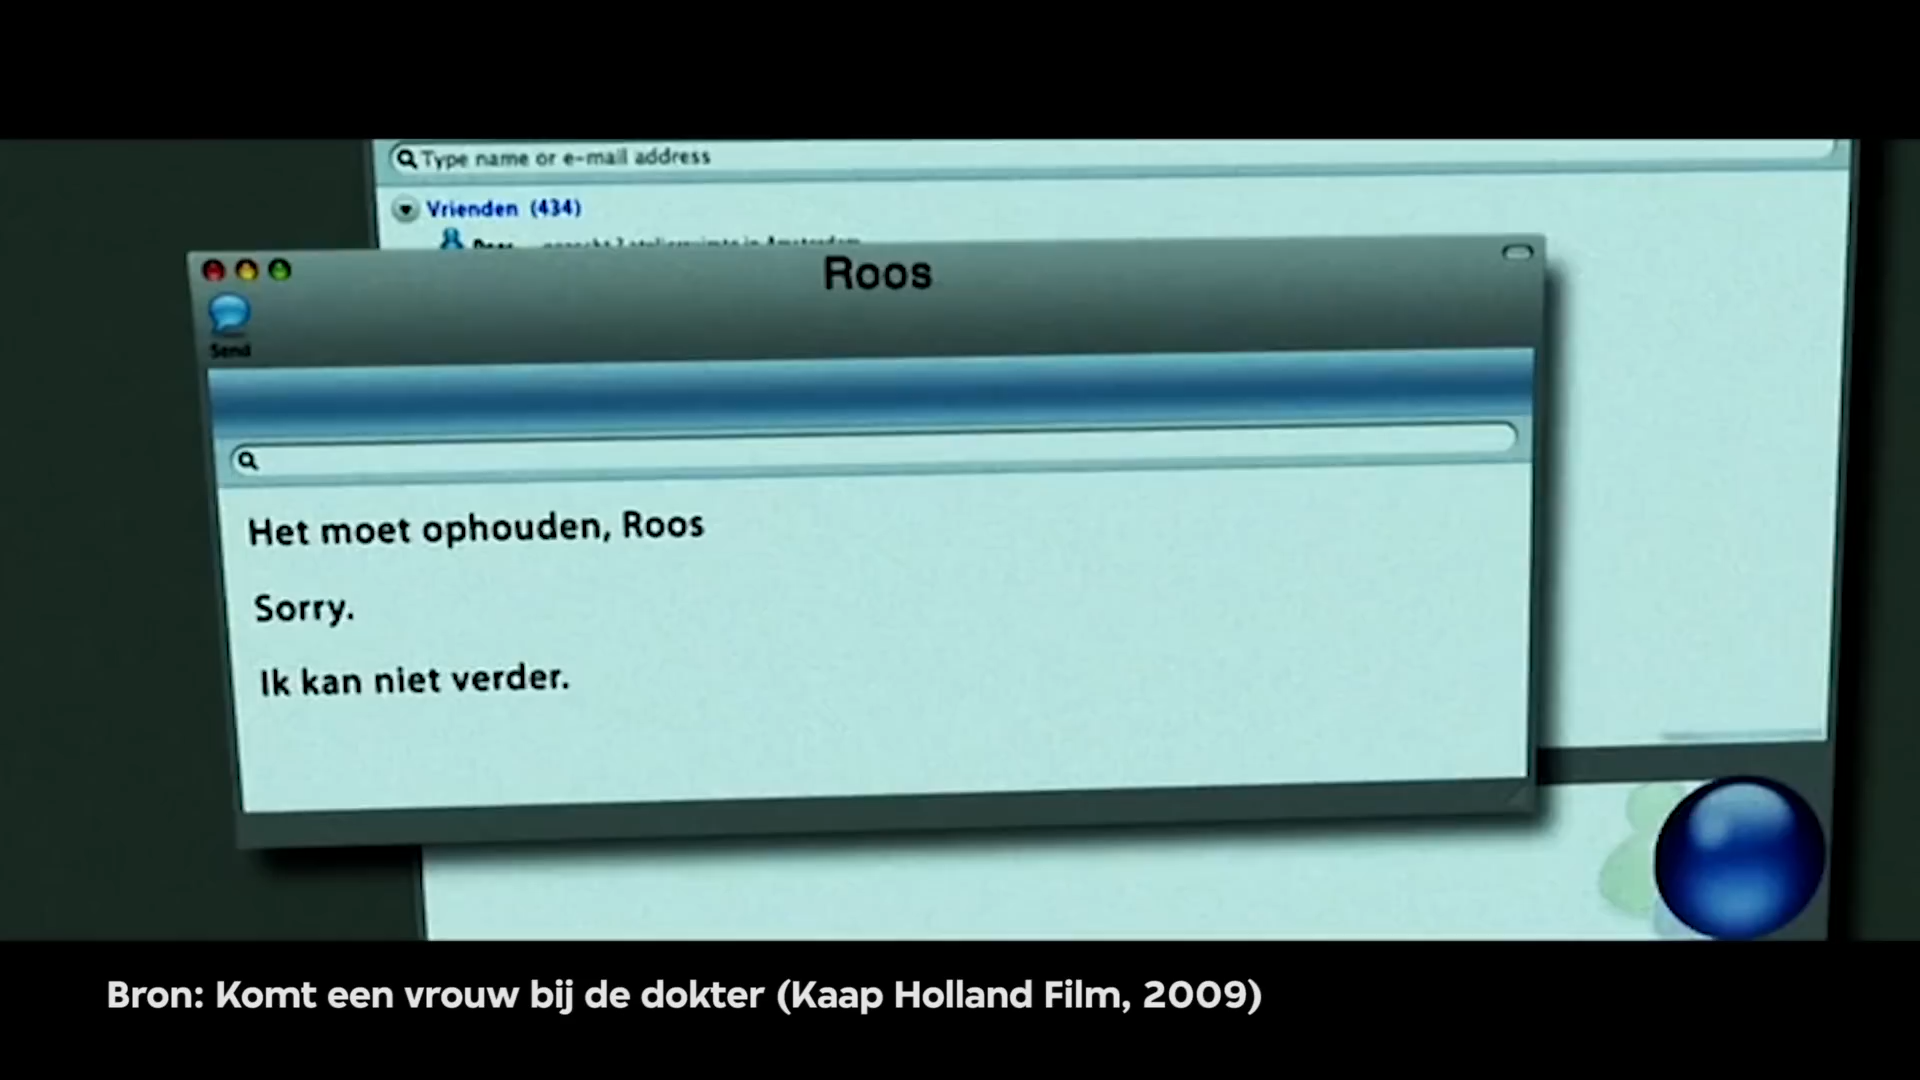 Type name or e-mail address
Vrienden (434)
Roos
Send
Het moet ophouden, Roos
Sorry.
Ik kan niet verder.
Bron: Komt een vrouw bij de dokter (Kaap Holland Film, 2009)